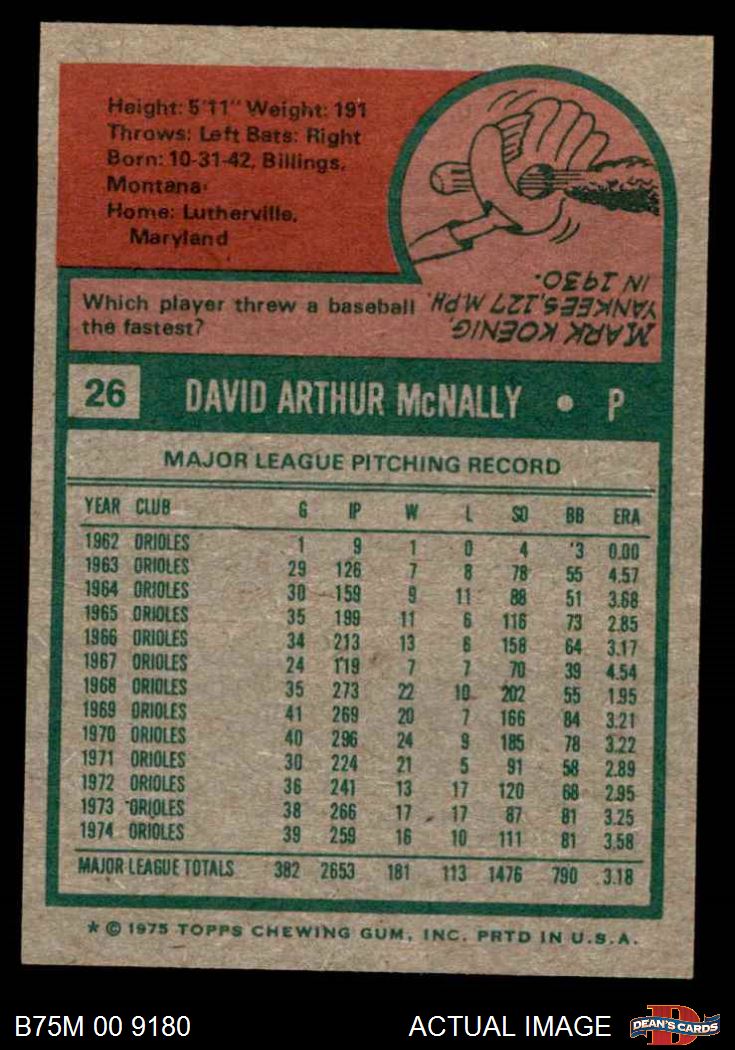 Height: 5'11" Weight: 191
Throws: Left Bats: Right
Born: 10-31-42, Billings,
Montana
Home: Lutherville,
Maryland
Which player threw a baseball
the fastest?
MARK KOENIG,
YANKEES, 127 MPH,
IN 1930.
26 DAVID ARTHUR McNALLY • P
MAJOR LEAGUE PITCHING RECORD
YEAR CLUB G IP W L SO BB ERA
1962 ORIOLES 1 9 1 0 4 3 0.00
1963 ORIOLES 29 126 7 8 78 55 4.57
1964 ORIOLES 30 159 9 11 88 51 3.68
1965 ORIOLES 35 199 11 6 116 73 2.85
1966 ORIOLES 34 213 13 6 158 64 3.17
1967 ORIOLES 24 119 7 7 70 39 4.54
1968 ORIOLES 35 273 22 10 202 55 1.95
1969 ORIOLES 41 269 20 7 166 84 3.21
1970 ORIOLES 40 296 24 9 185 78 3.22
1971 ORIOLES 30 224 21 5 91 58 2.89
1972 ORIOLES 36 241 13 17 120 68 2.95
1973 ORIOLES 38 266 17 17 87 81 3.25
1974 ORIOLES 39 259 16 10 111 81 3.58
MAJOR LEAGUE TOTALS 382 2653 181 113 1476 790 3.18
* © 1975 TOPPS CHEWING GUM, INC. PRTD IN U.S.A.
B75M 00 9180 ACTUAL IMAGE D DEAN'S CARDS